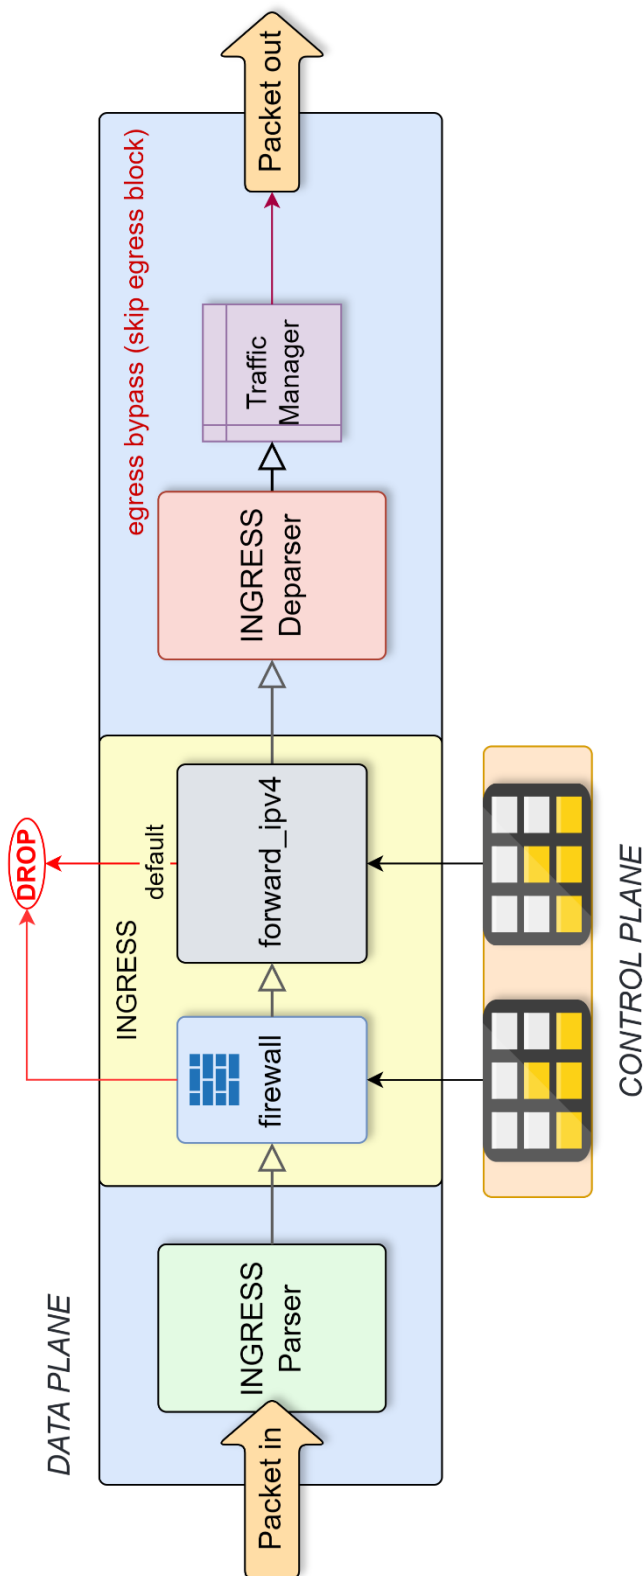 DATA PLANE
Packet in
INGRESS
Parser
INGRESS
firewall
forward_ipv4
default
DROP
INGRESS
Deparser
Traffic
Manager
egress bypass (skip egress block)
Packet out
CONTROL PLANE